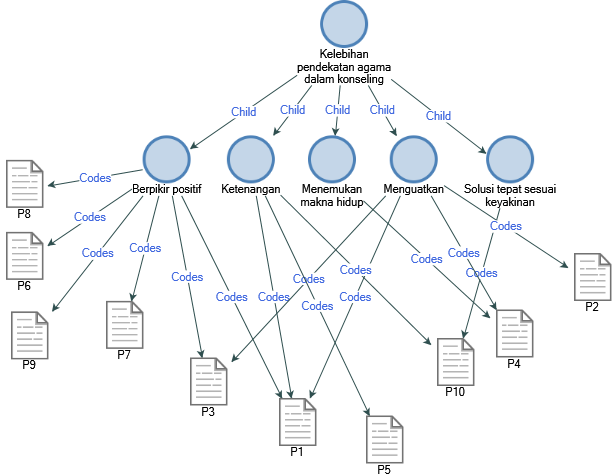 Kelebihan
pendekatan agama
dalam konseling
Child
Child
Child
Child
Child
Berpikir positif
Ketenangan
Menemukan
makna hidup
Menguatkan
Solusi tepat sesuai
keyakinan
Codes
P8
Codes
Codes
Codes
Codes
Codes
Codes
Codes
Codes
Codes
Codes
Codes
Codes
Codes
Codes
P6
P2
P9
P7
P3
P10
P4
P1
P5